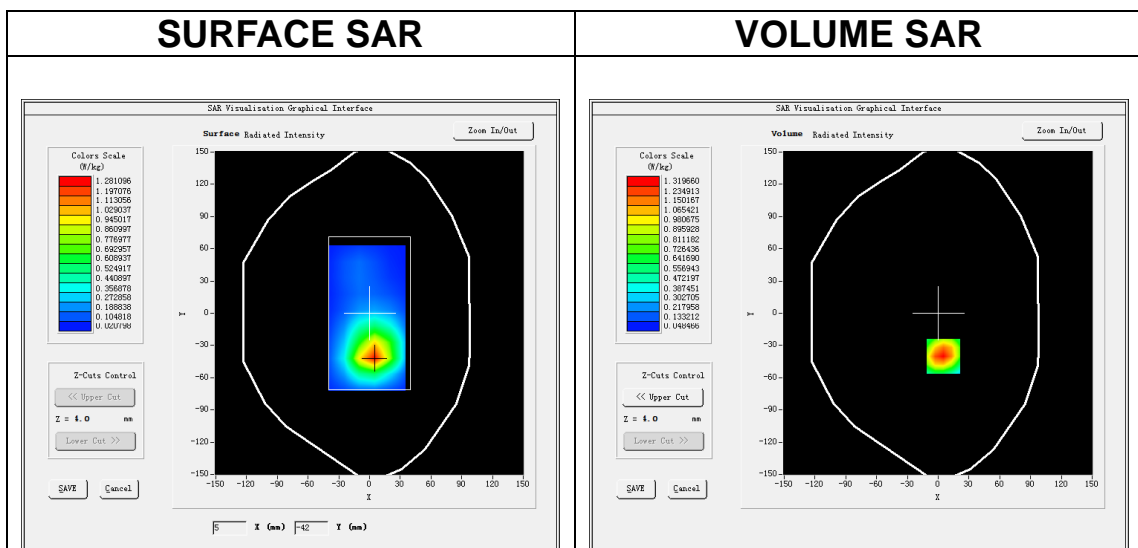 SURFACE SAR
VOLUME SAR
SAR Visualisation Graphical Interface
Surface Radiated Intensity
Zoom In/Out
Colors Scale
(W/kg)
1.281096
1.197076
1.113056
1.029037
0.945017
0.860997
0.776977
0.692957
0.608937
0.524917
0.440897
0.356878
0.272858
0.188838
0.104818
0.020798
150
120
90
60
30
0
-30
-60
-90
-120
-150
Y
-150 -120 -90 -60 -30 0 30 60 90 120 150
X
Z-Cuts Control
<< Upper Cut
Z = 4.0 mm
Lower Cut >>
SAVE Cancel
5 X (mm) -42 Y (mm)
SAR Visualisation Graphical Interface
Volume Radiated Intensity
Zoom In/Out
Colors Scale
(W/kg)
1.319660
1.234913
1.150167
1.065421
0.980675
0.895928
0.811182
0.726436
0.641690
0.556943
0.472197
0.387451
0.302705
0.217958
0.133212
0.048466
150
120
90
60
30
0
-30
-60
-90
-120
-150
Y
-150 -120 -90 -60 -30 0 30 60 90 120 150
X
Z-Cuts Control
<< Upper Cut
Z = 4.0 mm
Lower Cut >>
SAVE Cancel